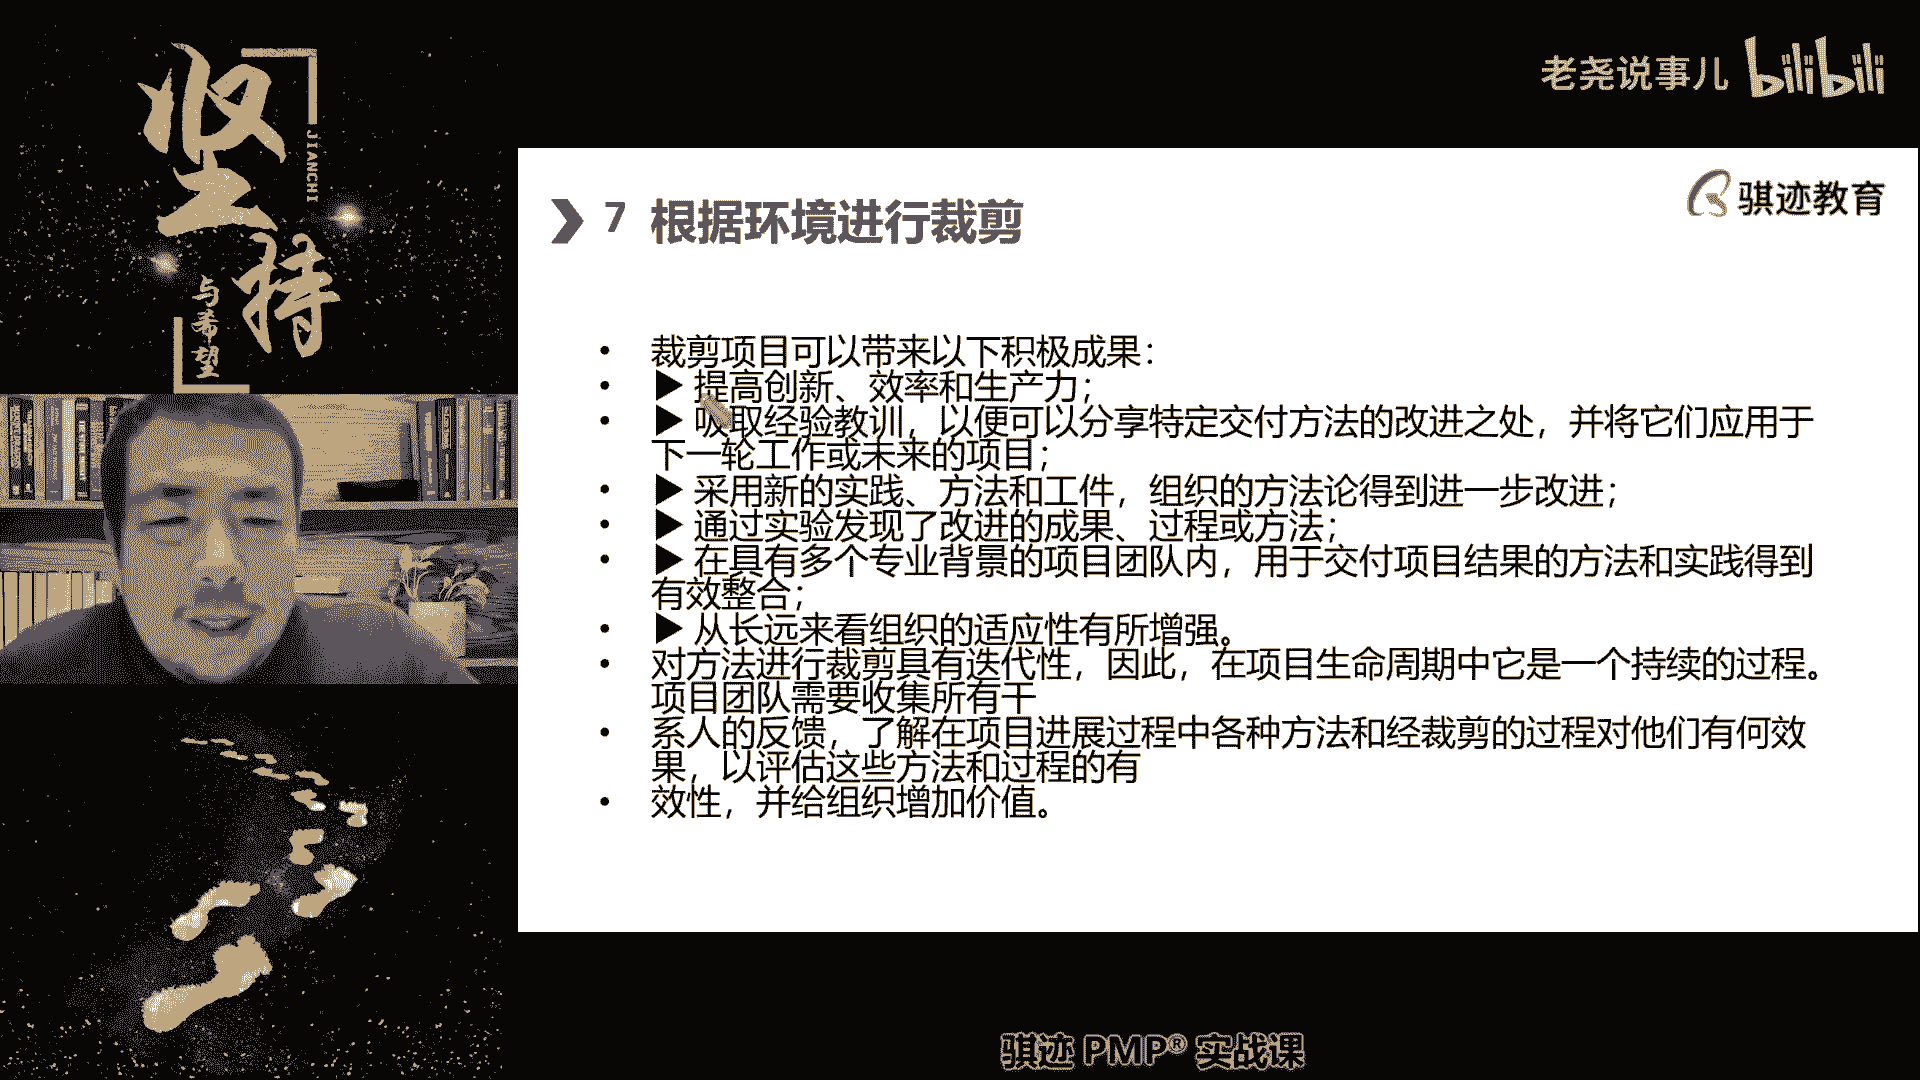 坚持
JIANCHI
与希望
老尧说事儿 bilibili
骐迹教育
7 根据环境进行裁剪
• 裁剪项目可以带来以下积极成果：
• ▶ 提高创新、效率和生产力；
• ▶ 吸取经验教训，以便可以分享特定交付方法的改进之处，并将它们应用于
下一轮工作或未来的项目；
• ▶ 采用新的实践、方法和工件，组织的方法论得到进一步改进；
• ▶ 通过实验发现了改进的成果、过程或方法；
• ▶ 在具有多个专业背景的项目团队内，用于交付项目结果的方法和实践得到
有效整合；
• ▶ 从长远来看组织的适应性有所增强。
• 对方法进行裁剪具有迭代性，因此，在项目生命周期中它是一个持续的过程。
项目团队需要收集所有干
• 系人的反馈，了解在项目进展过程中各种方法和经裁剪的过程对他们有何效
果，以评估这些方法和过程的有
• 效性，并给组织增加价值。
骐迹 PMP® 实战课